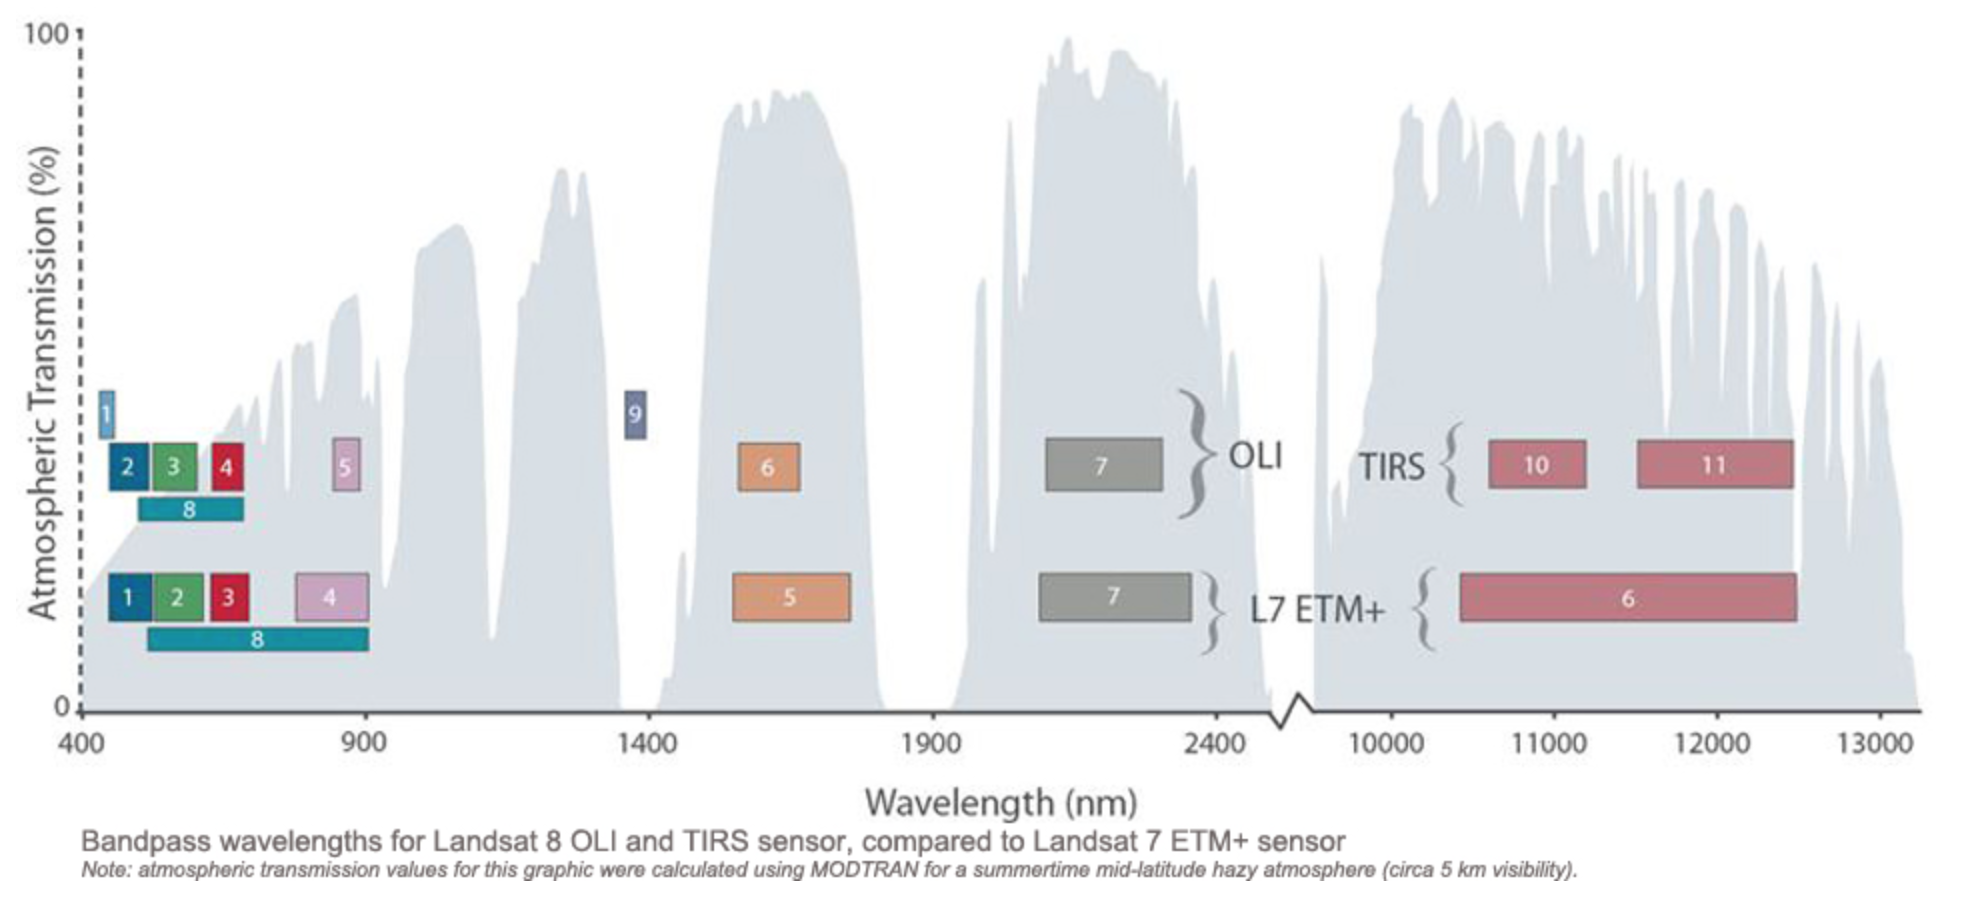 100
Atmospheric Transmission (%)
0
1
9
2 3 4 5 6 7 OLI TIRS 10 11
8
1 2 3 4 5 7 L7 ETM+ 6
8
400 900 1400 1900 2400 10000 11000 12000 13000
Wavelength (nm)
Bandpass wavelengths for Landsat 8 OLI and TIRS sensor, compared to Landsat 7 ETM+ sensor
Note: atmospheric transmission values for this graphic were calculated using MODTRAN for a summertime mid-latitude hazy atmosphere (circa 5 km visibility).